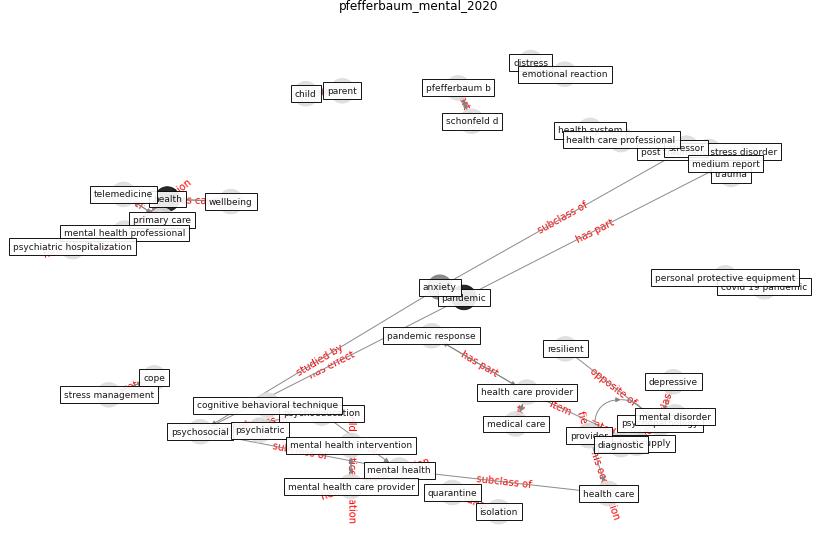 pfefferbaum_mental_2020
distress
emotional reaction
child
parent
pfefferbaum b
schonfeld d
health system
health care professional
post
stressor
stress disorder
medium report
trauma
telemedicine
health
wellbeing
primary care
mental health professional
psychiatric hospitalization
subclass of
has part
personal protective equipment
covid 19 pandemic
anxiety
pandemic
pandemic response
resilient
studied by
has effect
has part
opposite of
cope
stress management
health care provider
depressive
cognitive behavioral technique
medical care
mental disorder
psychosocial
psychiatric
provider
mental health intervention
diagnostic
supply
mental health
subclass of
mental health care provider
quarantine
health care
isolation